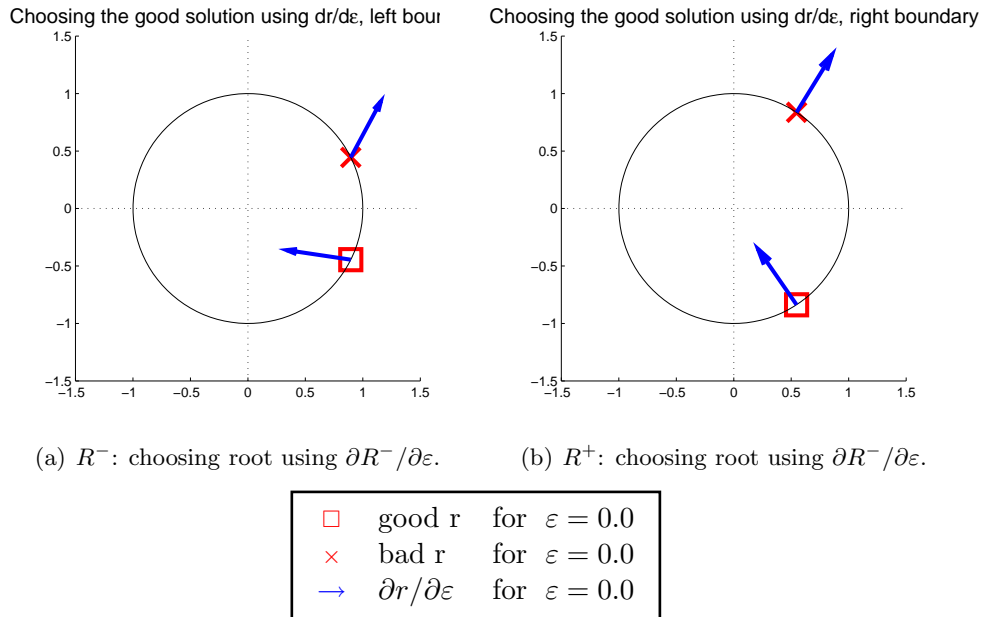 Choosing the good solution using dr/dε, left bour
Choosing the good solution using dr/dε, right boundary
1.5
1
0.5
0
−0.5
−1
−1.5
−1.5 −1 −0.5 0 0.5 1 1.5
1.5
1
0.5
0
−0.5
−1
−1.5
−1.5 −1 −0.5 0 0.5 1 1.5
(a) R⁻: choosing root using ∂R⁻/∂ε.
(b) R⁺: choosing root using ∂R⁻/∂ε.
□ good r for ε = 0.0
× bad r for ε = 0.0
→ ∂r/∂ε for ε = 0.0